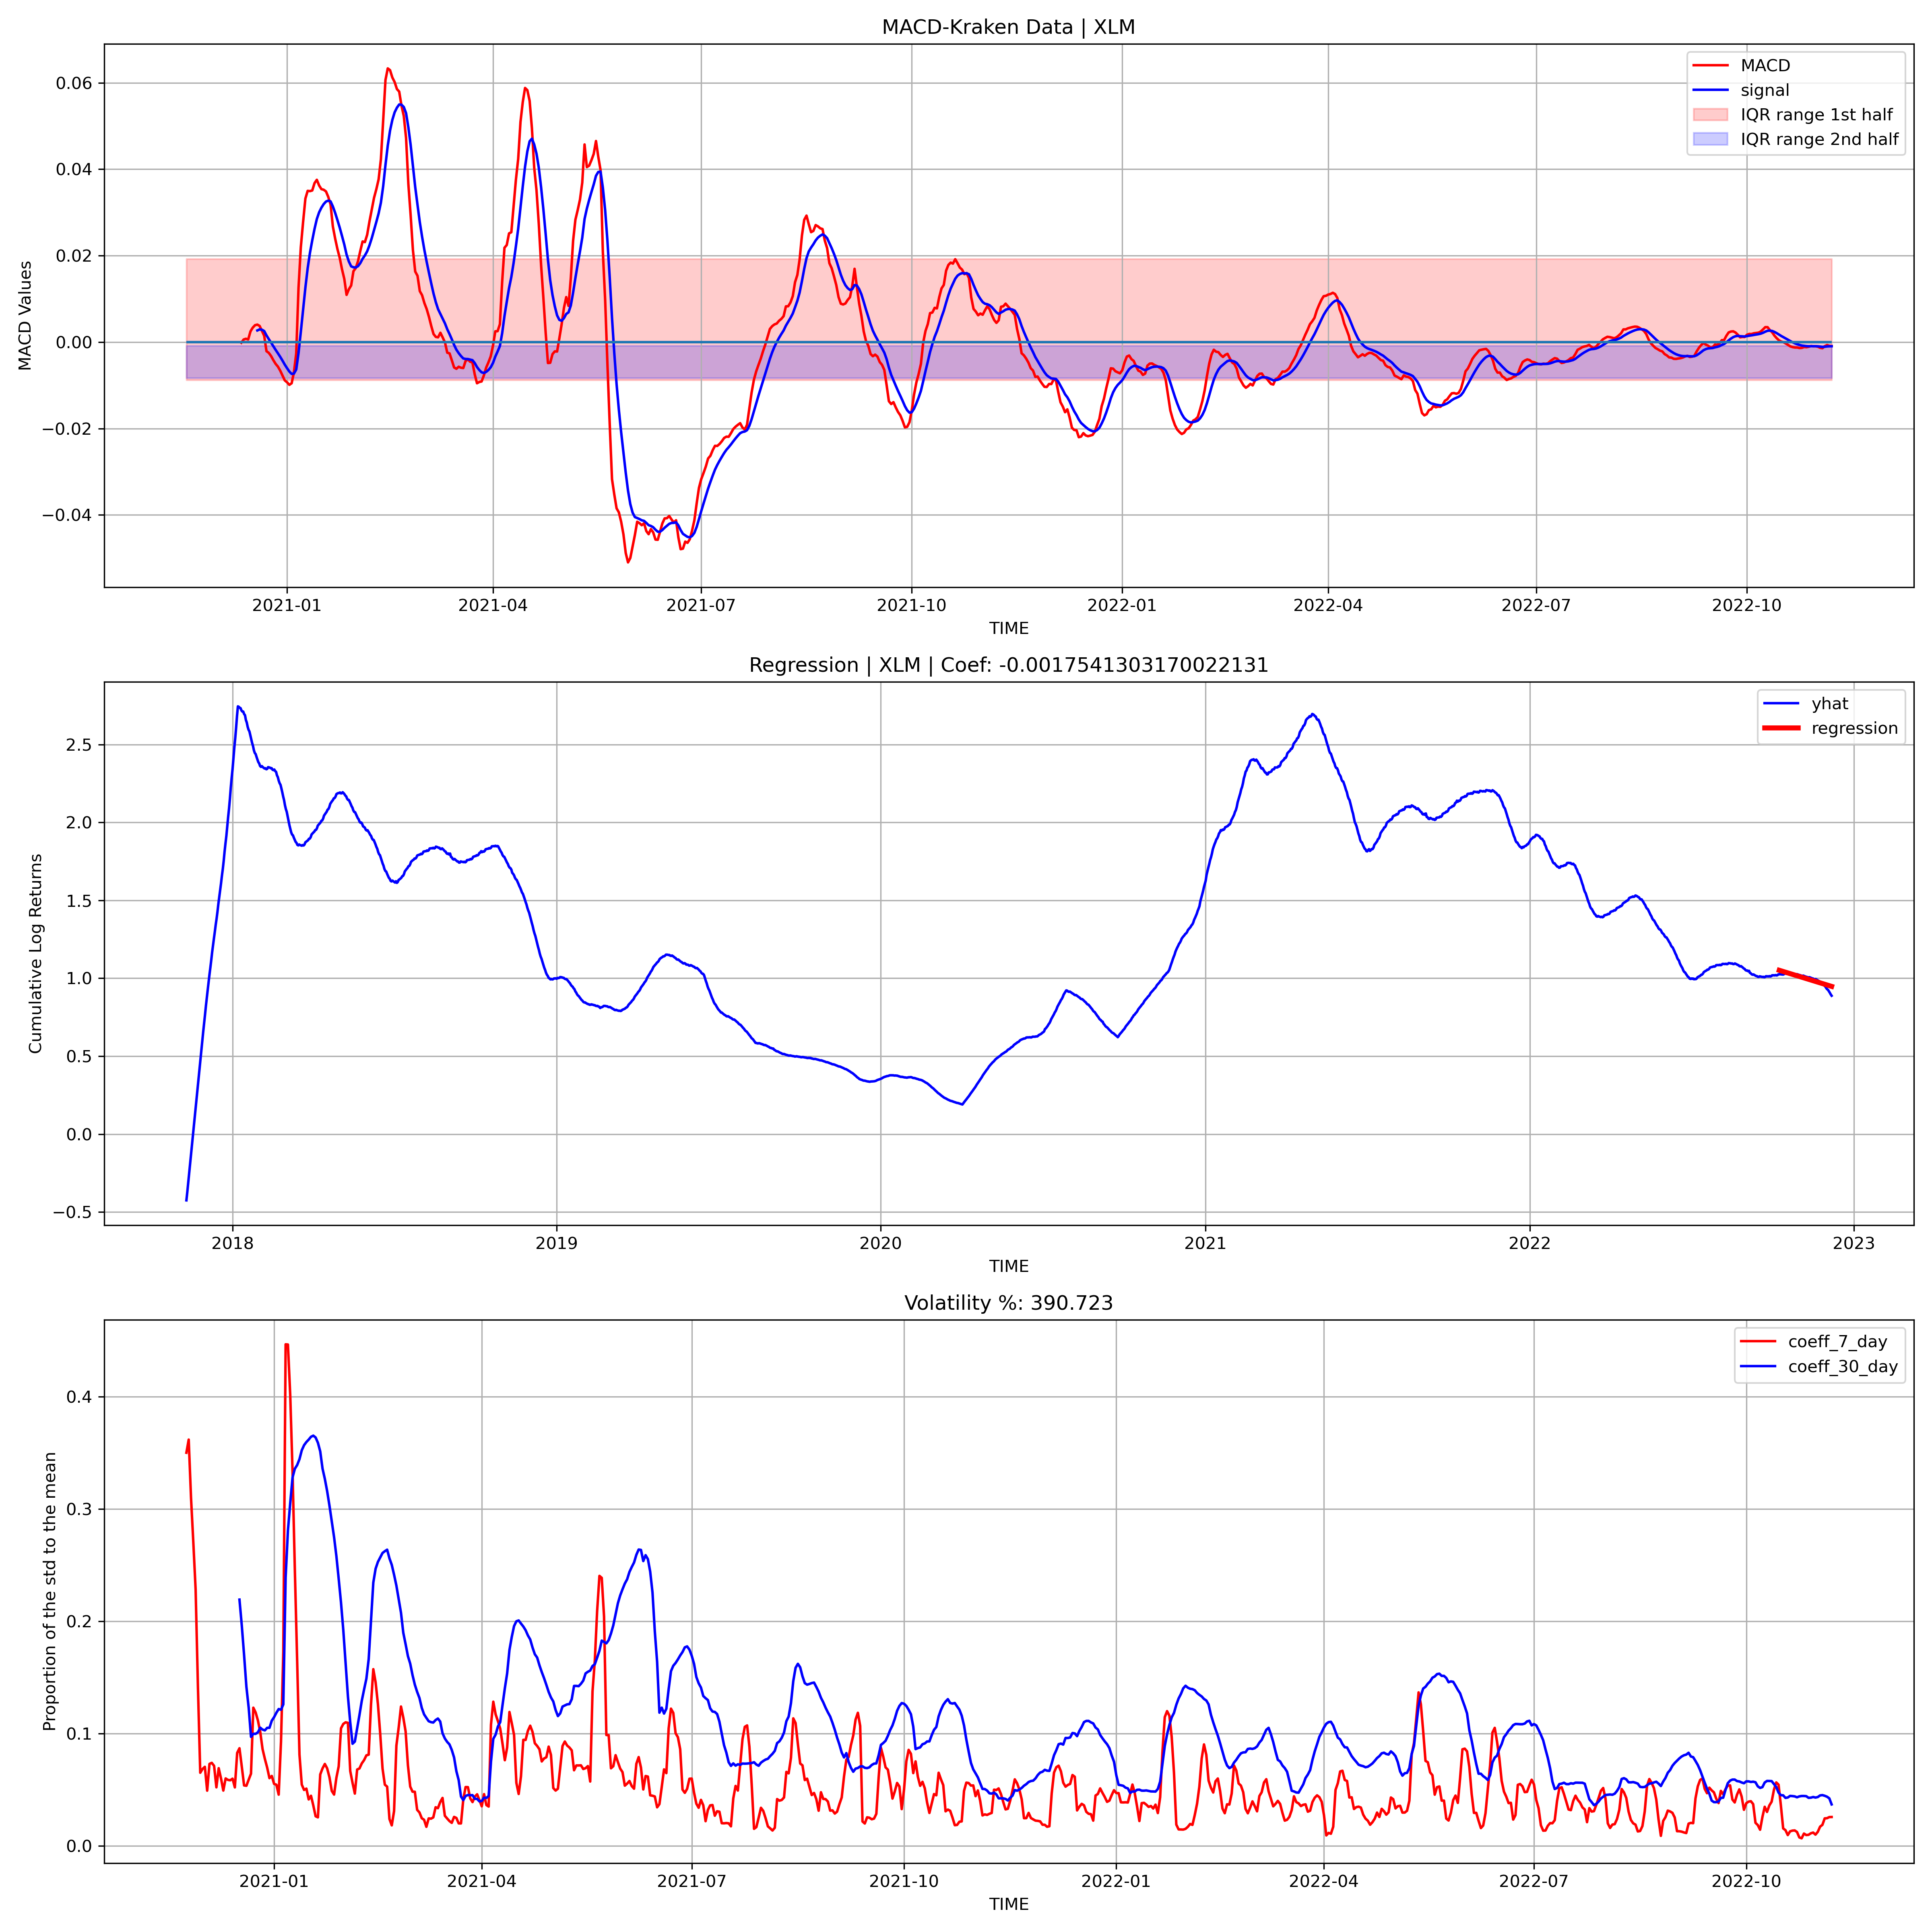 MACD-Kraken Data | XLM
MACD Values
0.06
0.04
0.02
0.00
−0.02
−0.04
MACD
signal
IQR range 1st half
IQR range 2nd half
2021-01 2021-04 2021-07 2021-10 2022-01 2022-04 2022-07 2022-10
TIME
Regression | XLM | Coef: -0.0017541303170022131
Cumulative Log Returns
2.5
2.0
1.5
1.0
0.5
0.0
−0.5
yhat
regression
2018 2019 2020 2021 2022 2023
TIME
Volatility %: 390.723
Proportion of the std to the mean
0.4
0.3
0.2
0.1
0.0
coeff_7_day
coeff_30_day
2021-01 2021-04 2021-07 2021-10 2022-01 2022-04 2022-07 2022-10
TIME